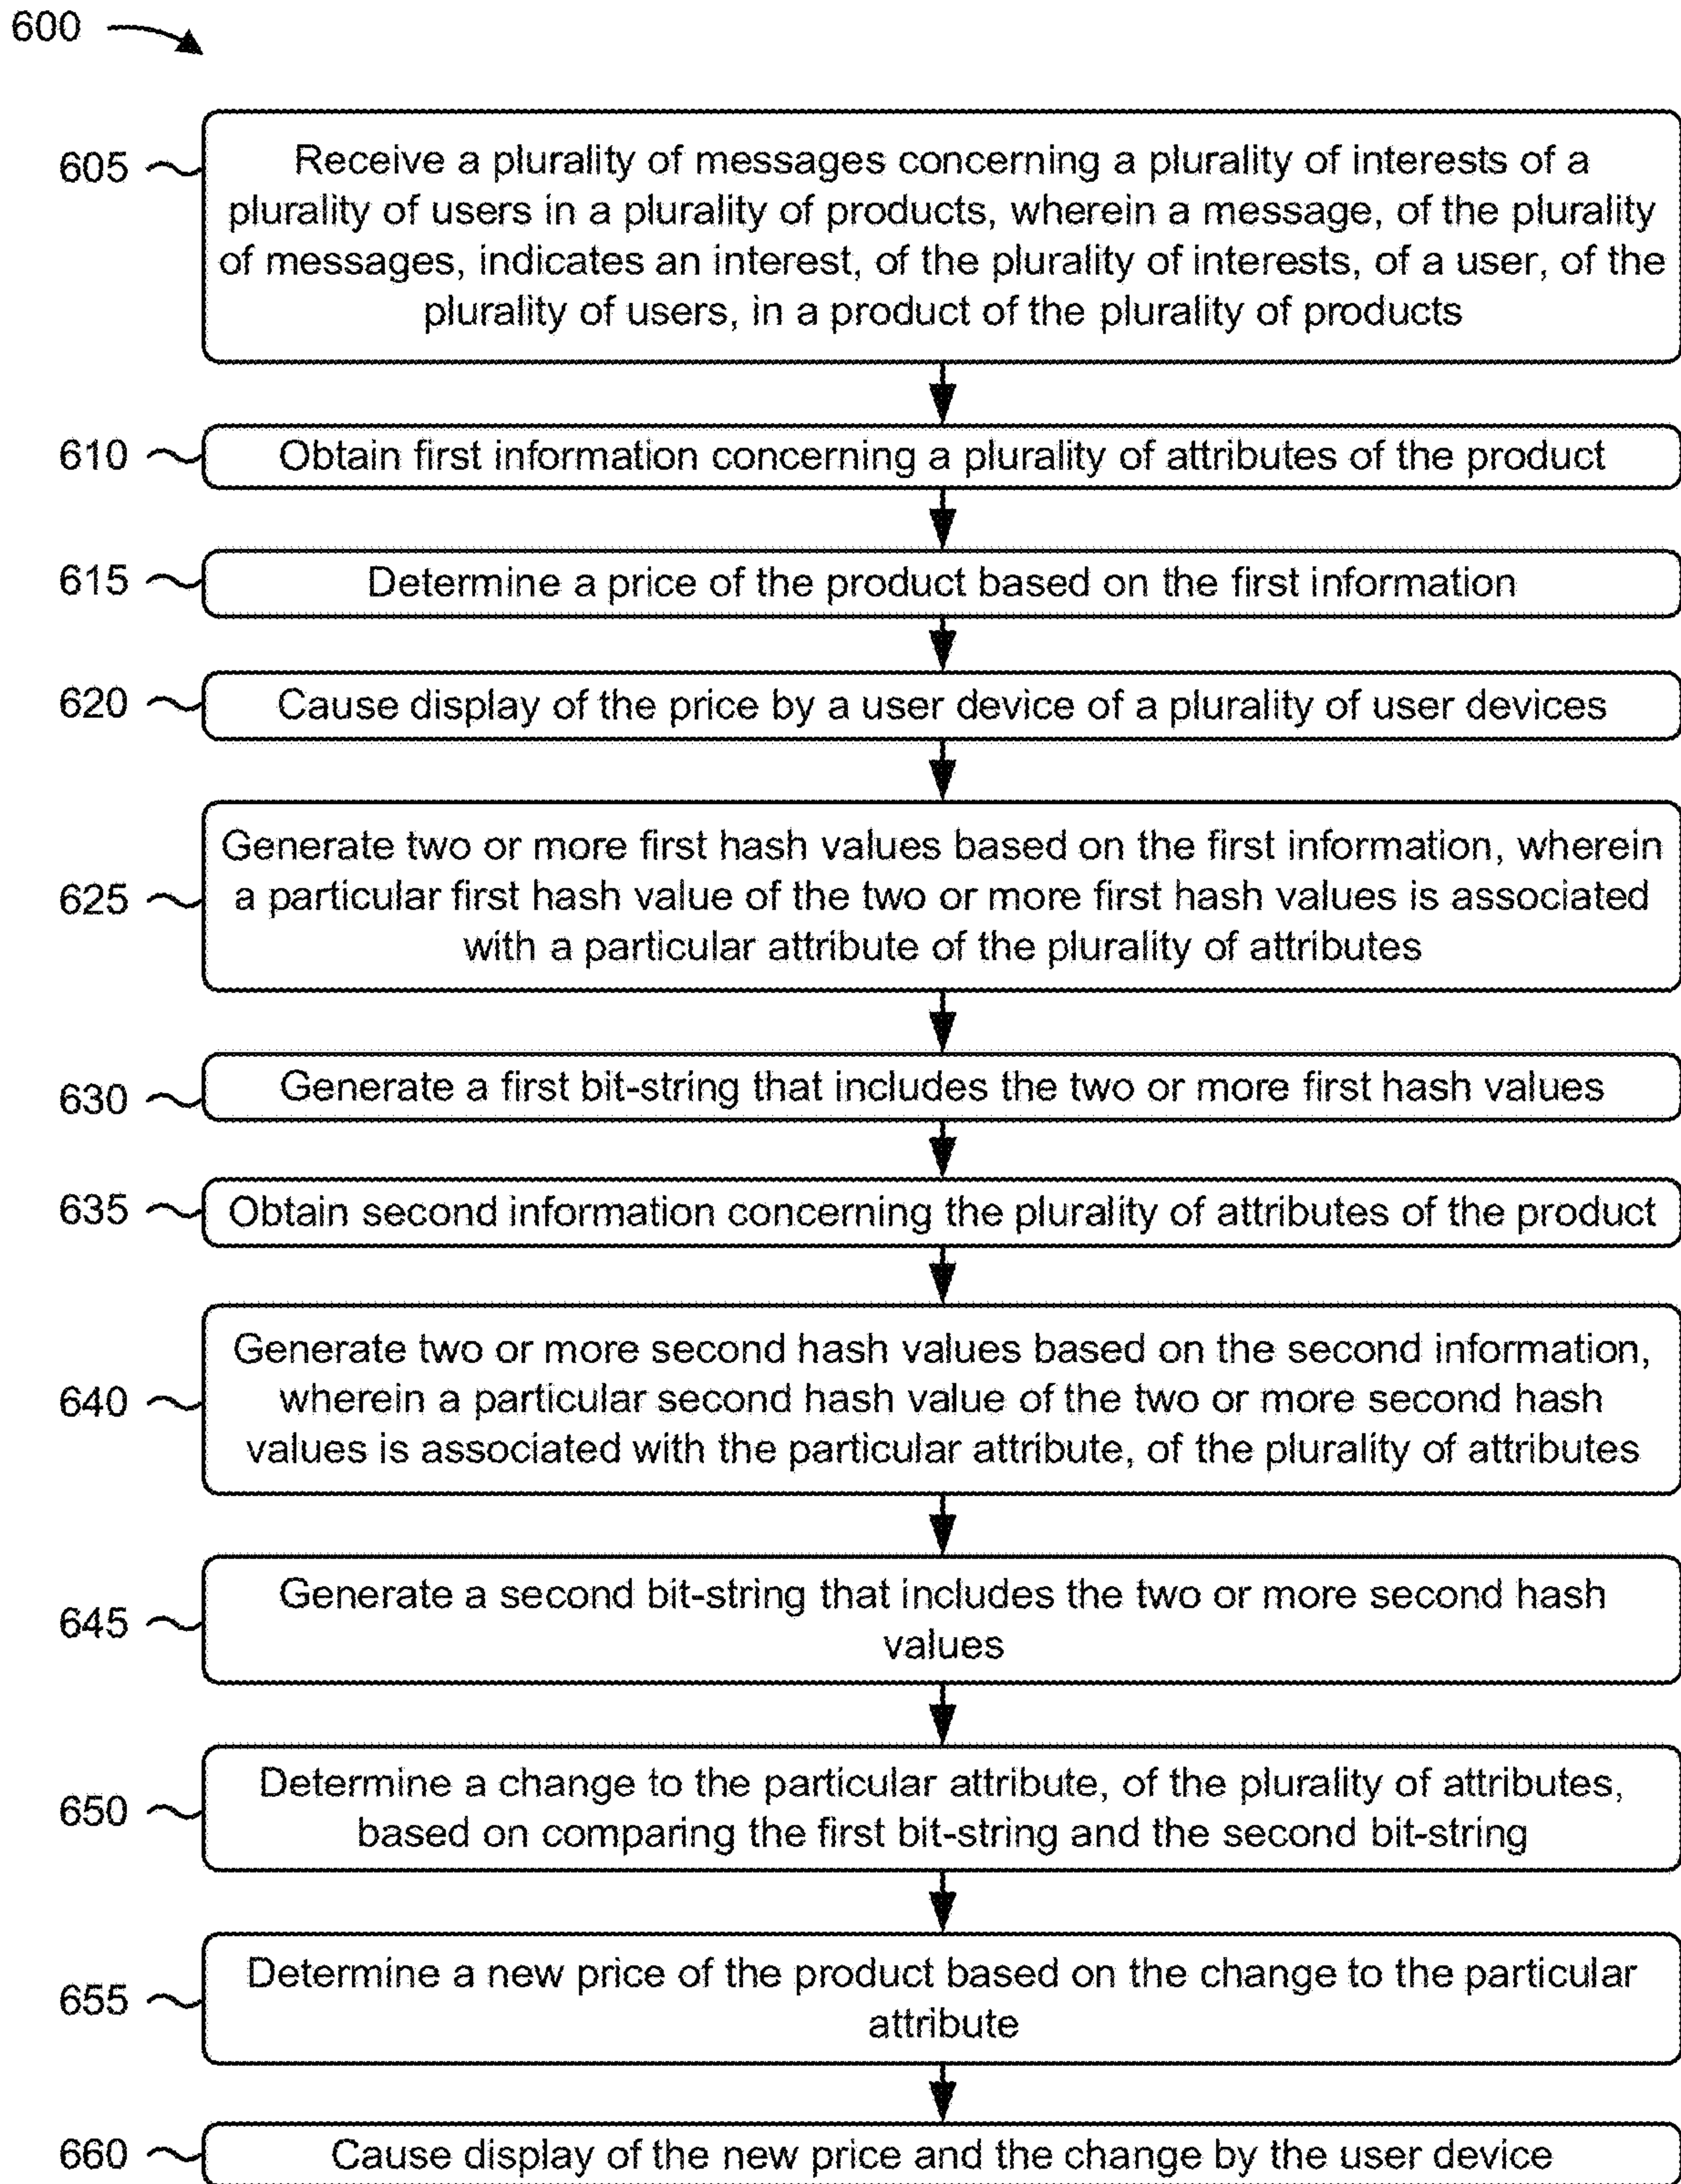 600
605
Receive a plurality of messages concerning a plurality of interests of a
plurality of users in a plurality of products, wherein a message, of the plurality
of messages, indicates an interest, of the plurality of interests, of a user, of the
plurality of users, in a product of the plurality of products
610
Obtain first information concerning a plurality of attributes of the product
615
Determine a price of the product based on the first information
620
Cause display of the price by a user device of a plurality of user devices
625
Generate two or more first hash values based on the first information, wherein
a particular first hash value of the two or more first hash values is associated
with a particular attribute of the plurality of attributes
630
Generate a first bit-string that includes the two or more first hash values
635
Obtain second information concerning the plurality of attributes of the product
640
Generate two or more second hash values based on the second information,
wherein a particular second hash value of the two or more second hash
values is associated with the particular attribute, of the plurality of attributes
645
Generate a second bit-string that includes the two or more second hash
values
650
Determine a change to the particular attribute, of the plurality of attributes,
based on comparing the first bit-string and the second bit-string
655
Determine a new price of the product based on the change to the particular
attribute
660
Cause display of the new price and the change by the user device